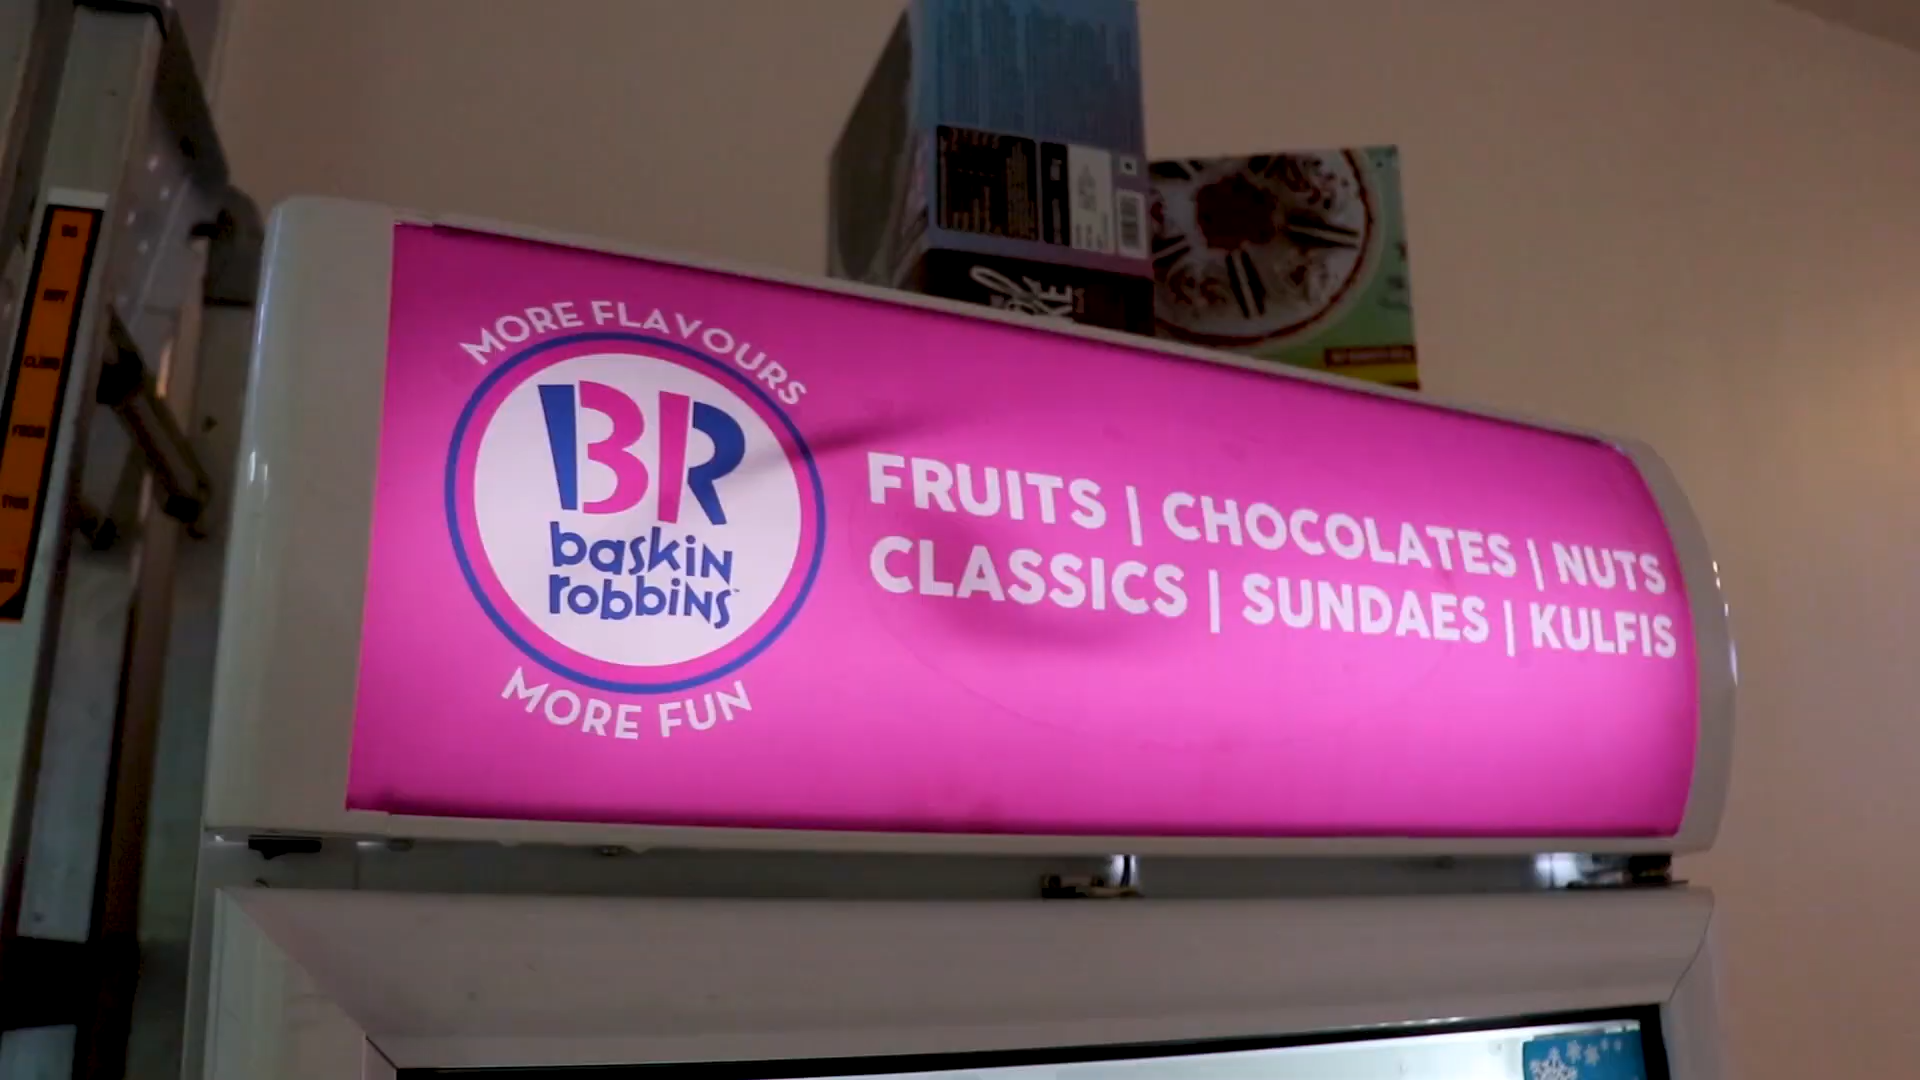 MORE FLAVOURS
BR
baskin
robbins
MORE FUN
FRUITS | CHOCOLATES | NUTS
CLASSICS | SUNDAES | KULFIS